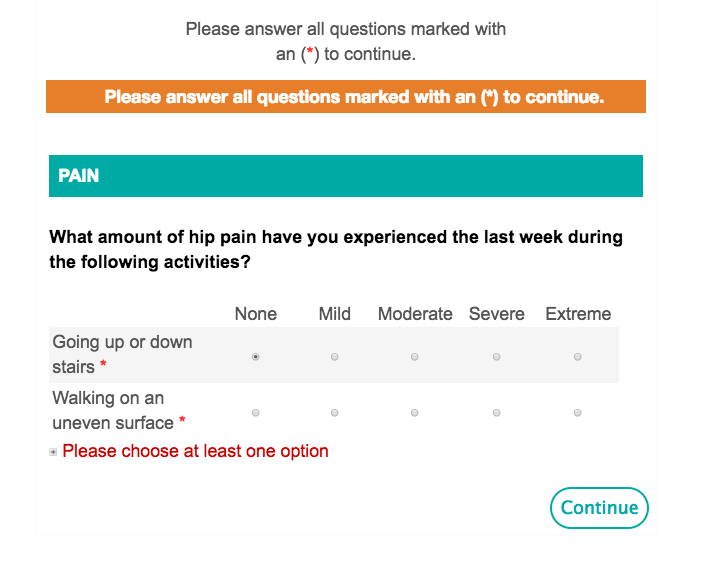 Please answer all questions marked with
an (*) to continue.
Please answer all questions marked with an (*) to continue.
PAIN
What amount of hip pain have you experienced the last week during
the following activities?
None Mild Moderate Severe Extreme
Going up or down
stairs *
Walking on an
uneven surface *
Please choose at least one option
Continue